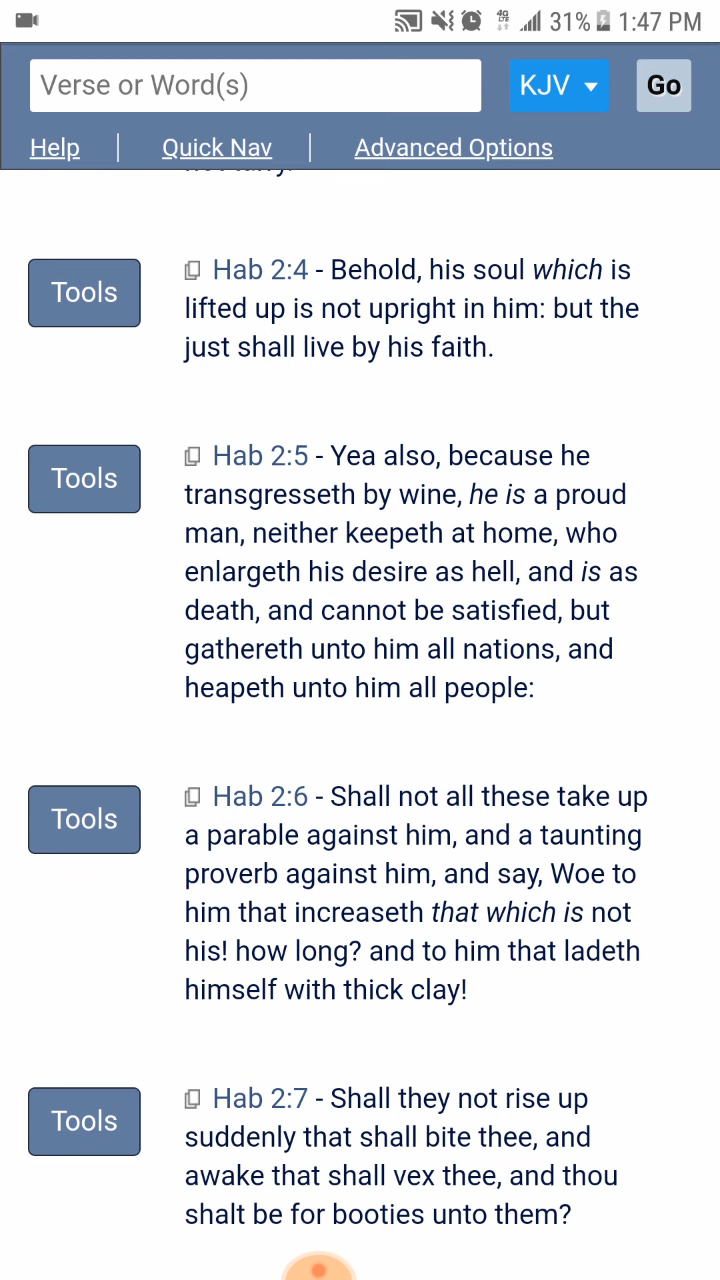 4G LTE 31% 1:47 PM
Verse or Word(s) KJV Go
Help Quick Nav Advanced Options
Tools
Hab 2:4 - Behold, his soul which is
lifted up is not upright in him: but the
just shall live by his faith.
Tools
Hab 2:5 - Yea also, because he
transgresseth by wine, he is a proud
man, neither keepeth at home, who
enlargeth his desire as hell, and is as
death, and cannot be satisfied, but
gathereth unto him all nations, and
heapeth unto him all people:
Tools
Hab 2:6 - Shall not all these take up
a parable against him, and a taunting
proverb against him, and say, Woe to
him that increaseth that which is not
his! how long? and to him that ladeth
himself with thick clay!
Tools
Hab 2:7 - Shall they not rise up
suddenly that shall bite thee, and
awake that shall vex thee, and thou
shalt be for booties unto them?